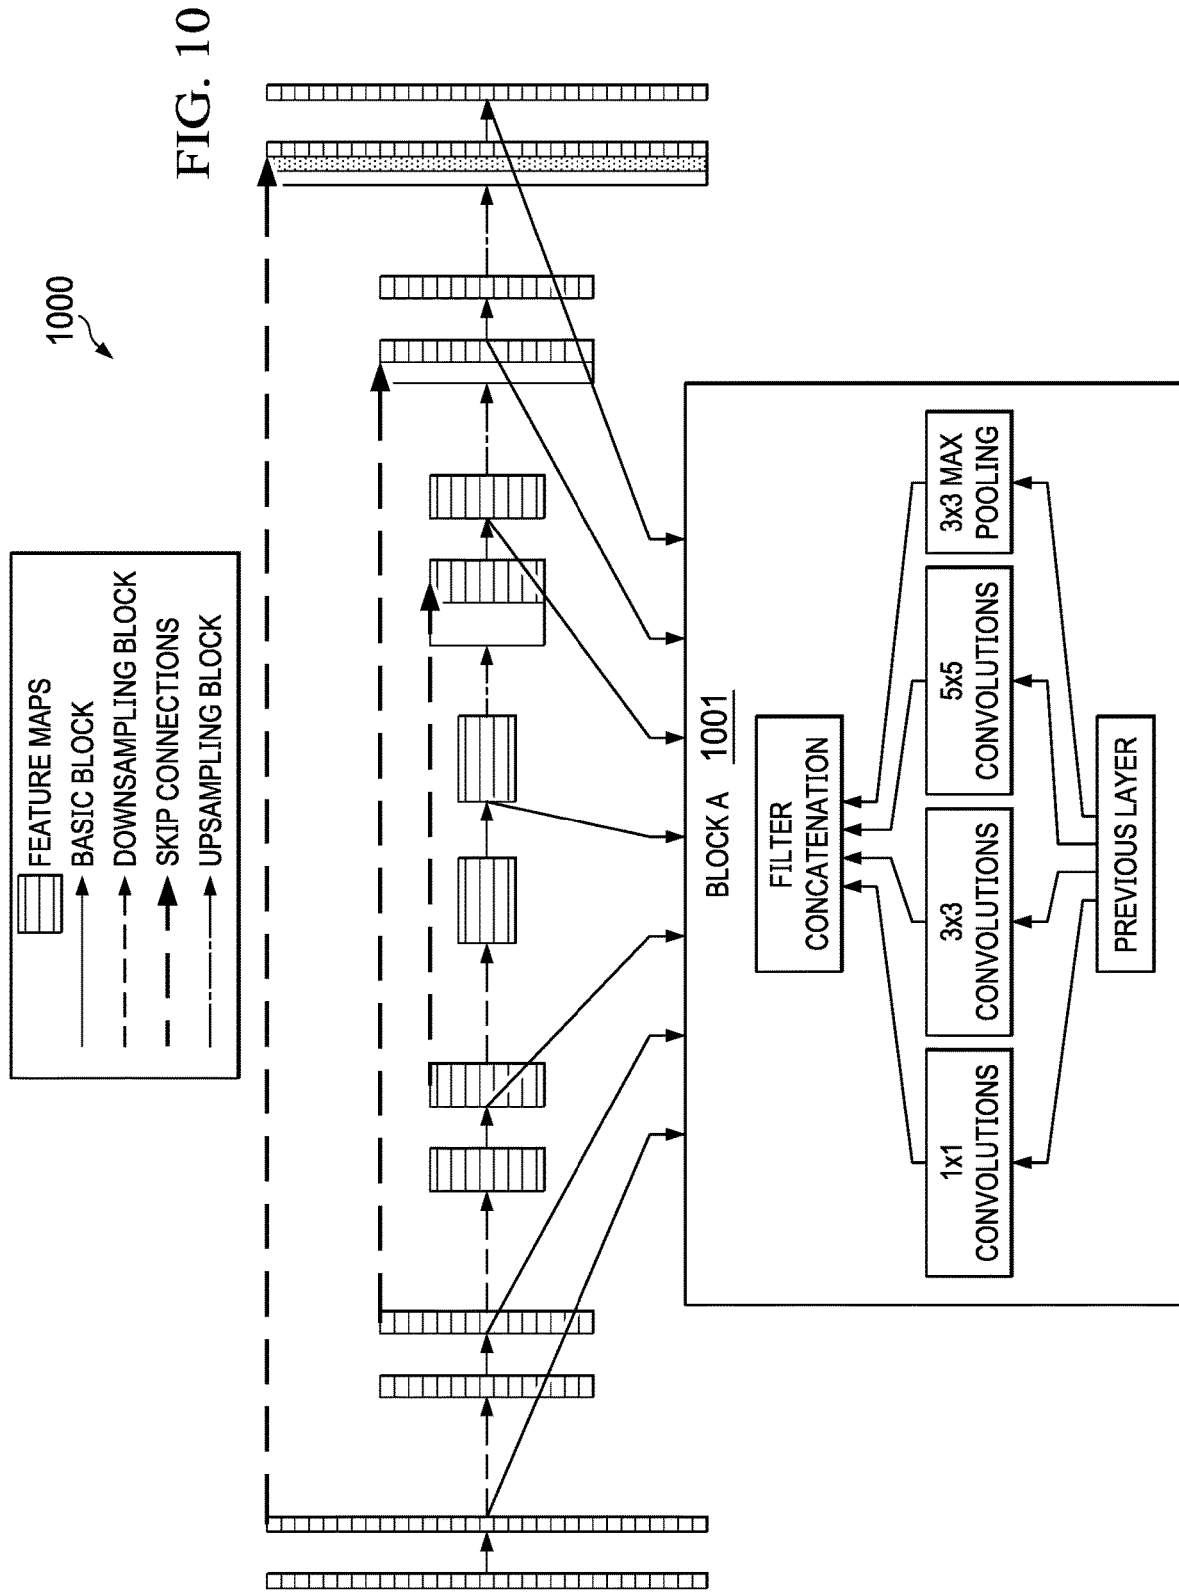 FIG. 10
1000
FEATURE MAPS
BASIC BLOCK
DOWNSAMPLING BLOCK
SKIP CONNECTIONS
UPSAMPLING BLOCK
BLOCK A 1001
FILTER
CONCATENATION
1x1
CONVOLUTIONS
3x3
CONVOLUTIONS
5x5
CONVOLUTIONS
3x3 MAX
POOLING
PREVIOUS LAYER